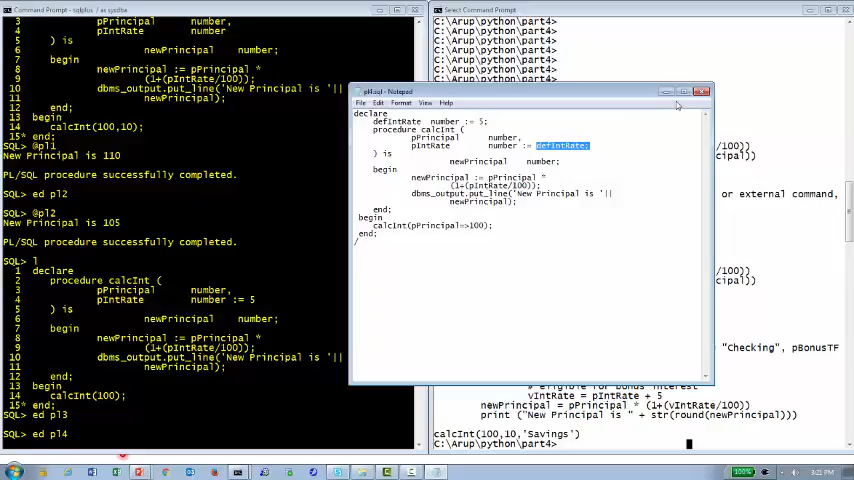 Command Prompt - sqlplus / as sysdba
3 pPrincipal number,
4 pIntRate number
5 ) is
6 newPrincipal number;
7 begin
8 newPrincipal := pPrincipal *
9 (1+(pIntRate/100));
10 dbms_output.put_line('New Principal is '||
11 newPrincipal);
12 end;
13 begin
14 calcInt(100,10);
15* end;
SQL> @pl1
New Principal is 110
PL/SQL procedure successfully completed.
SQL> ed pl2
SQL> @pl2
New Principal is 105
PL/SQL procedure successfully completed.
SQL> l
1 declare
2 procedure calcInt (
3 pPrincipal number,
4 pIntRate number := 5
5 ) is
6 newPrincipal number;
7 begin
8 newPrincipal := pPrincipal *
9 (1+(pIntRate/100));
10 dbms_output.put_line('New Principal is '||
11 newPrincipal);
12 end;
13 begin
14 calcInt(100);
15* end;
SQL> ed pl3
SQL> ed pl4
pl4.sql - Notepad
File Edit Format View Help
declare
defIntRate number := 5;
procedure calcInt (
pPrincipal number,
pIntRate number := defIntRate;
) is
newPrincipal number;
begin
newPrincipal := pPrincipal *
(1+(pIntRate/100));
dbms_output.put_line('New Principal is '||
newPrincipal);
end;
begin
calcInt(pPrincipal=>100);
end;
/
Select Command Prompt
C:\Arup\python\part4>
C:\Arup\python\part4>
C:\Arup\python\part4>
C:\Arup\python\part4>
C:\Arup\python\part4>
C:\Arup\python\part4>
C:\Arup\python\part4>
/100))
pal))
or external command,
/100))
pal))
"Checking", pBonusTF
# eligible for bonus interest
vIntRate = pIntRate + 5
newPrincipal = pPrincipal * (1+(vIntRate/100))
print ("New Principal is " + str(round(newPrincipal)))
calcInt(100,10,'Savings')
C:\Arup\python\part4>
100%
3:21 PM